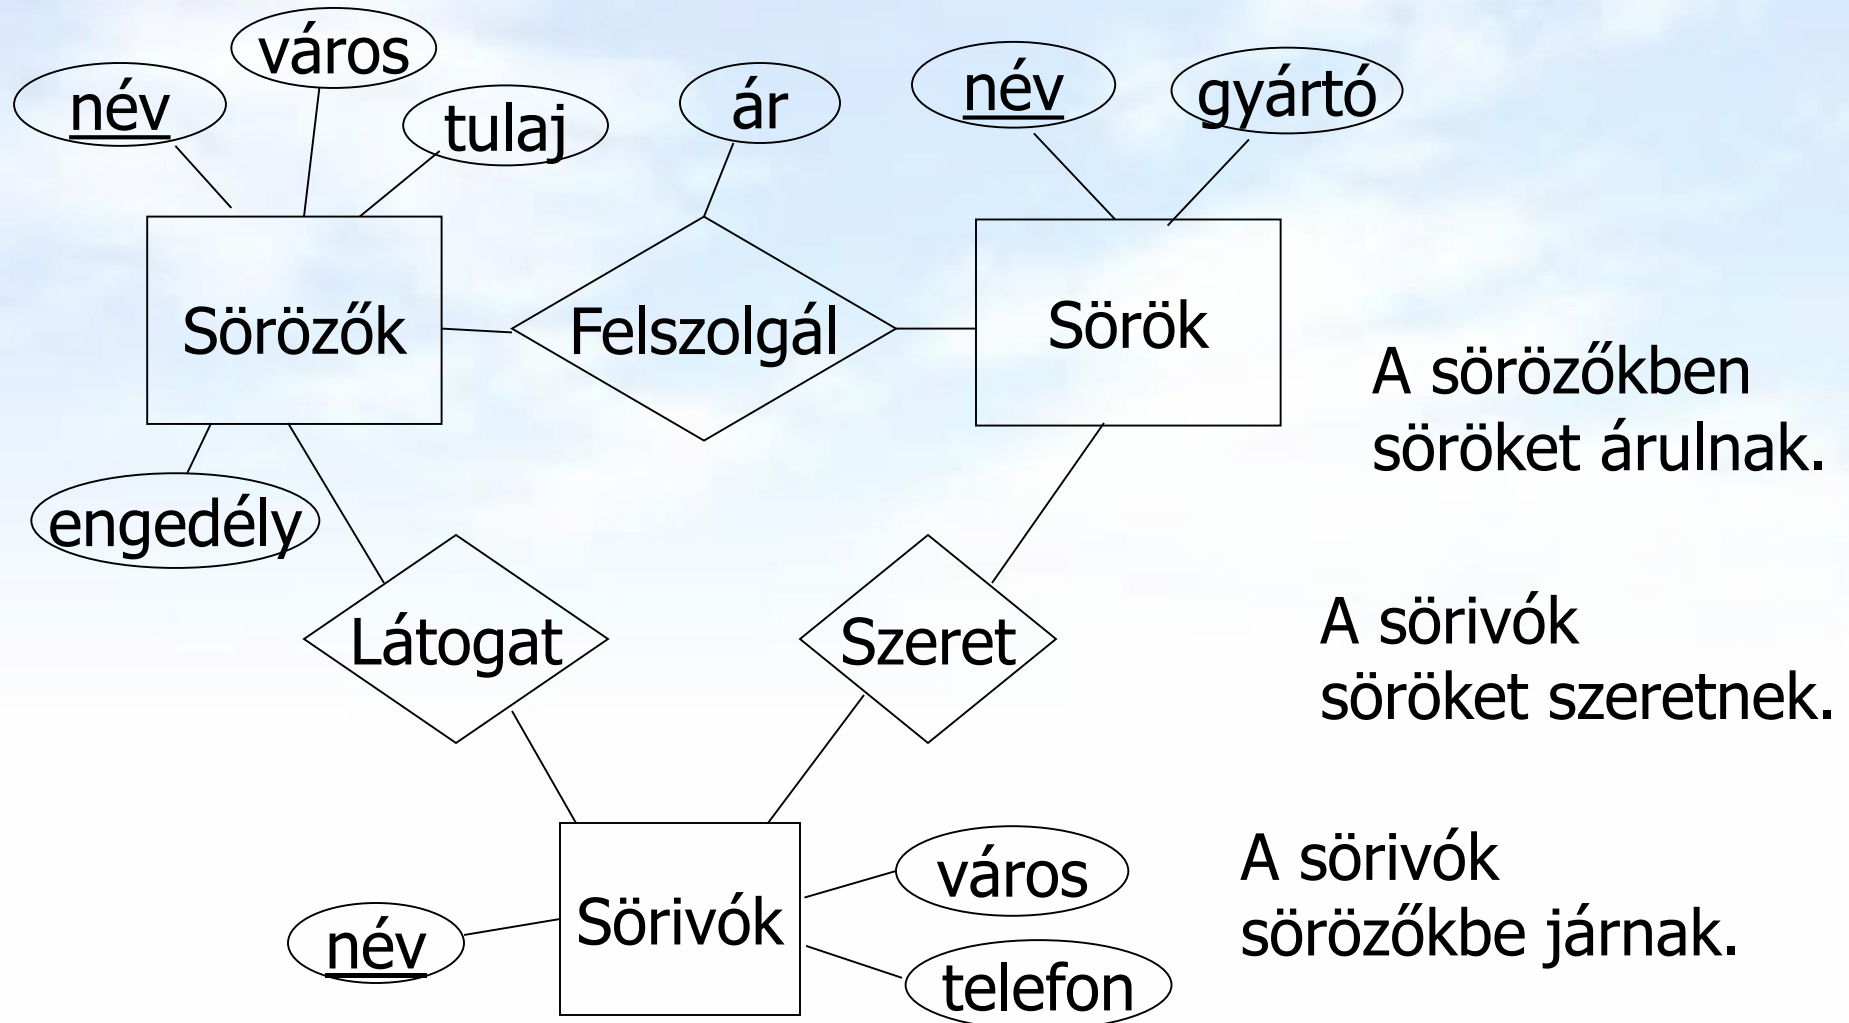 város
név
tulaj
ár
név
gyártó
Sörözők
Felszolgál
Sörök
A sörözőkben
söröket árulnak.
engedély
Látogat
Szeret
A sörivók
söröket szeretnek.
Sörivók
név
város
telefon
A sörivók
sörözőkbe járnak.